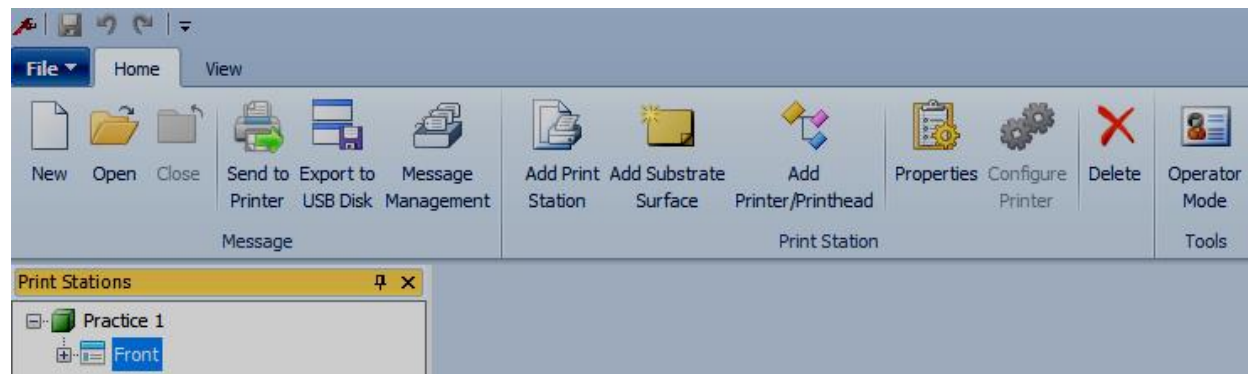 File Home View
New Open Close Send to Printer Export to USB Disk Message Management Add Print Station Add Substrate Surface Add Printer/Printhead Properties Configure Printer Delete Operator Mode
Message Print Station Tools
Print Stations
Practice 1
Front